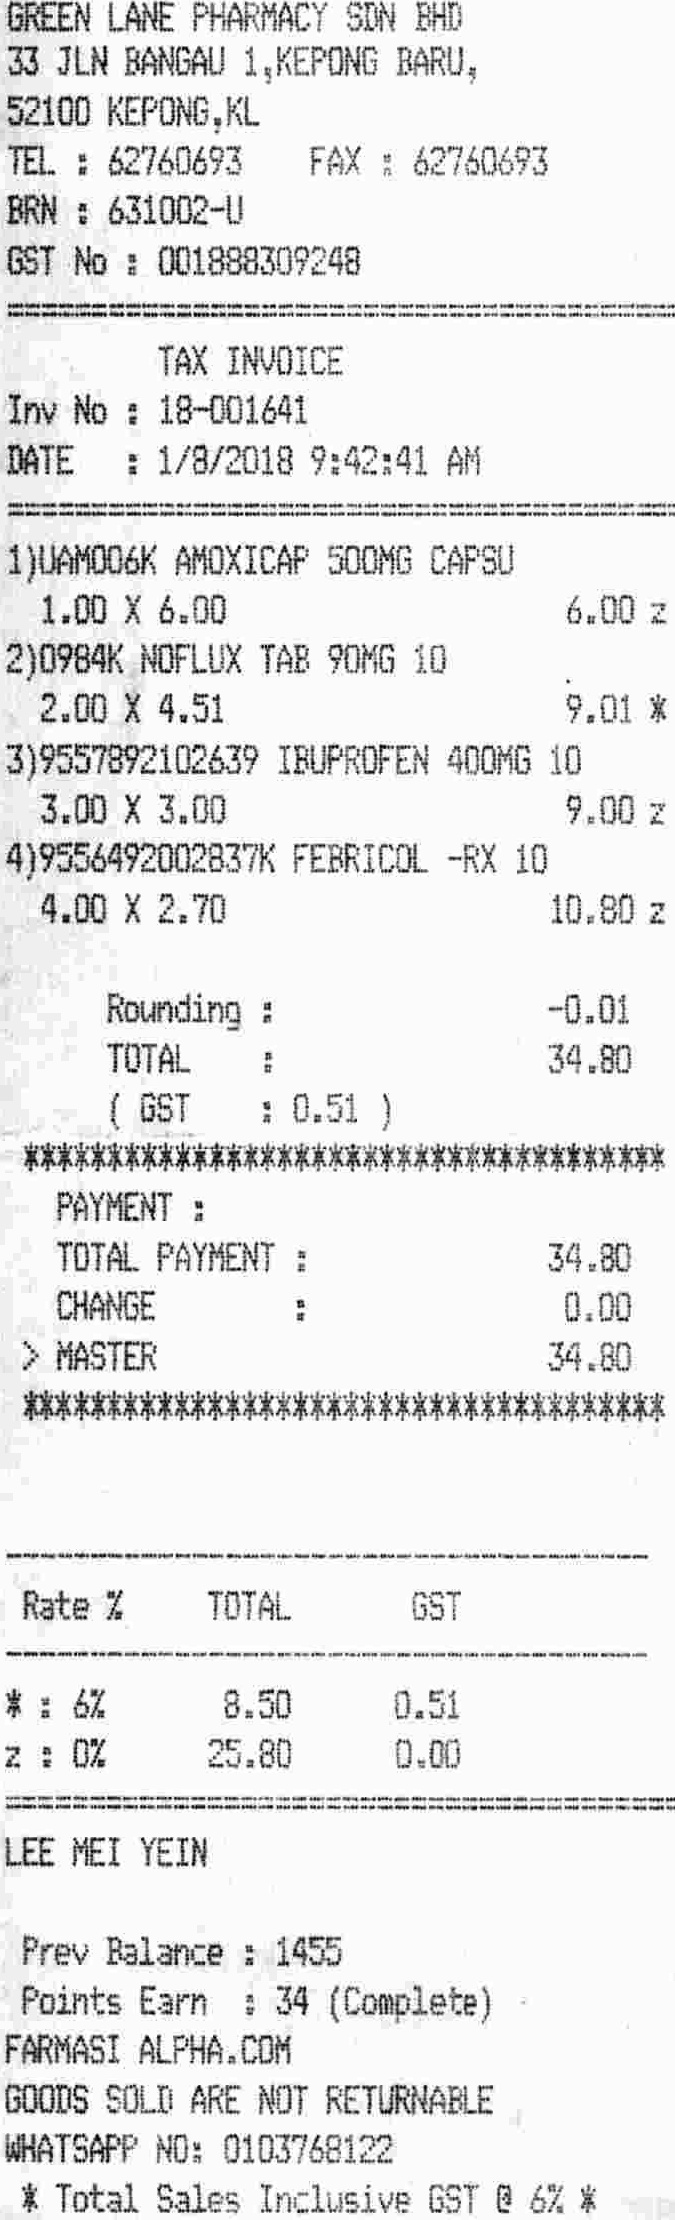 GREEN LANE PHARMACY SDN BHD
33 JLN BANGAU 1,KEPONG BARU,
52100 KEPONG,KL
TEL : 62760693 FAX : 62760693
BRN : 631002-U
GST No : 001888309248
TAX INVOICE
Inv No : 18-001641
DATE : 1/8/2018 9:42:41 AM
1)UAM006K AMOXICAP 500MG CAPSU
1.00 X 6.00 6.00 z
2)0984K NOFLUX TAB 90MG 10
2.00 X 4.51 9.01 *
3)9557892102639 IBUPROFEN 400MG 10
3.00 X 3.00 9.00 z
4)9556492002837K FEBRICOL -RX 10
4.00 X 2.70 10.80 z
Rounding : -0.01
TOTAL : 34.80
( GST : 0.51 )
**************************************
PAYMENT :
TOTAL PAYMENT : 34.80
CHANGE : 0.00
> MASTER 34.80
**************************************
Rate % TOTAL GST
* : 6% 8.50 0.51
z : 0% 25.80 0.00
LEE MEI YEIN
Prev Balance : 1455
Points Earn : 34 (Complete)
FARMASI ALPHA.COM
GOODS SOLD ARE NOT RETURNABLE
WHATSAPP NO: 0103768122
* Total Sales Inclusive GST @ 6% *